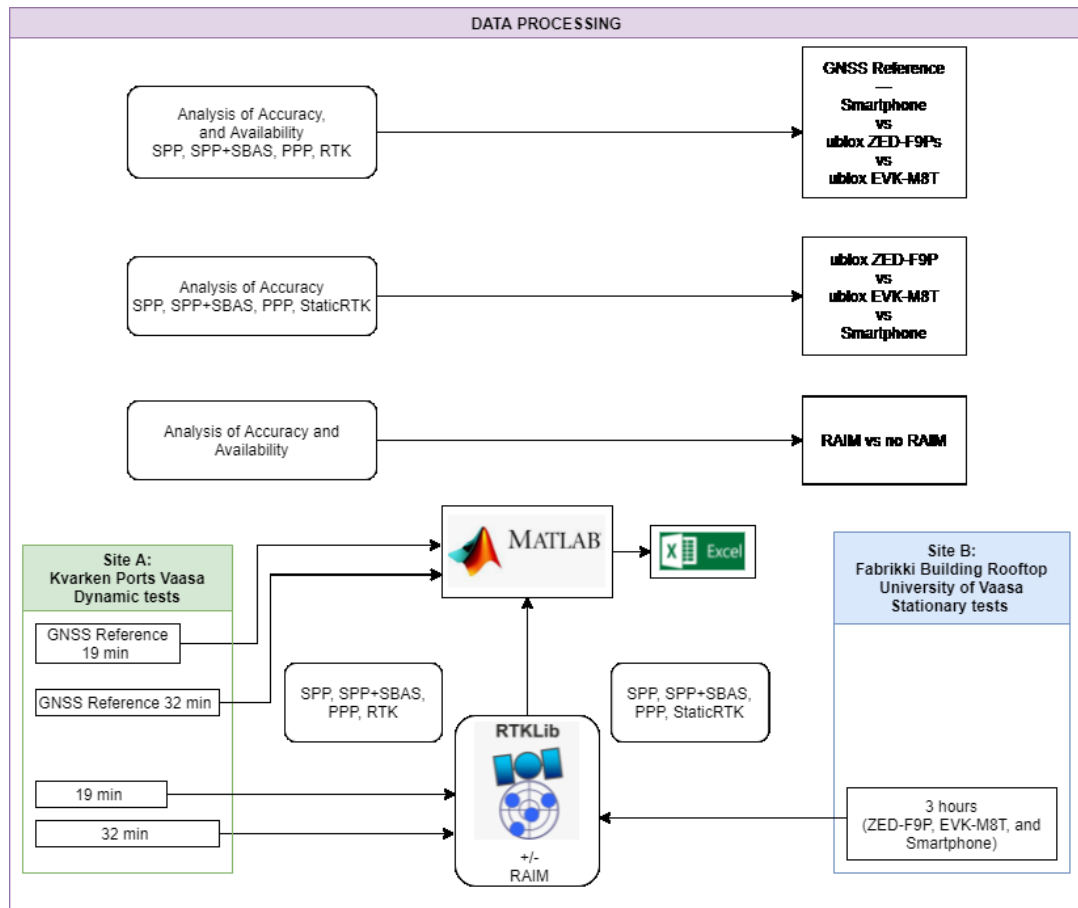 DATA PROCESSING
Analysis of Accuracy,
and Availability
SPP, SPP+SBAS, PPP, RTK
GNSS Reference
—
Smartphone
vs
ublox ZED-F9Ps
vs
ublox EVK-M8T
Analysis of Accuracy
SPP, SPP+SBAS, PPP, StaticRTK
ublox ZED-F9P
vs
ublox EVK-M8T
vs
Smartphone
Analysis of Accuracy and
Availability
RAIM vs no RAIM
MATLAB
Excel
Site A:
Kvarken Ports Vaasa
Dynamic tests
GNSS Reference
19 min
GNSS Reference 32 min
19 min
32 min
SPP, SPP+SBAS,
PPP, RTK
SPP, SPP+SBAS,
PPP, StaticRTK
RTKLib
+/-
RAIM
Site B:
Fabrikki Building Rooftop
University of Vaasa
Stationary tests
3 hours
(ZED-F9P, EVK-M8T, and
Smartphone)